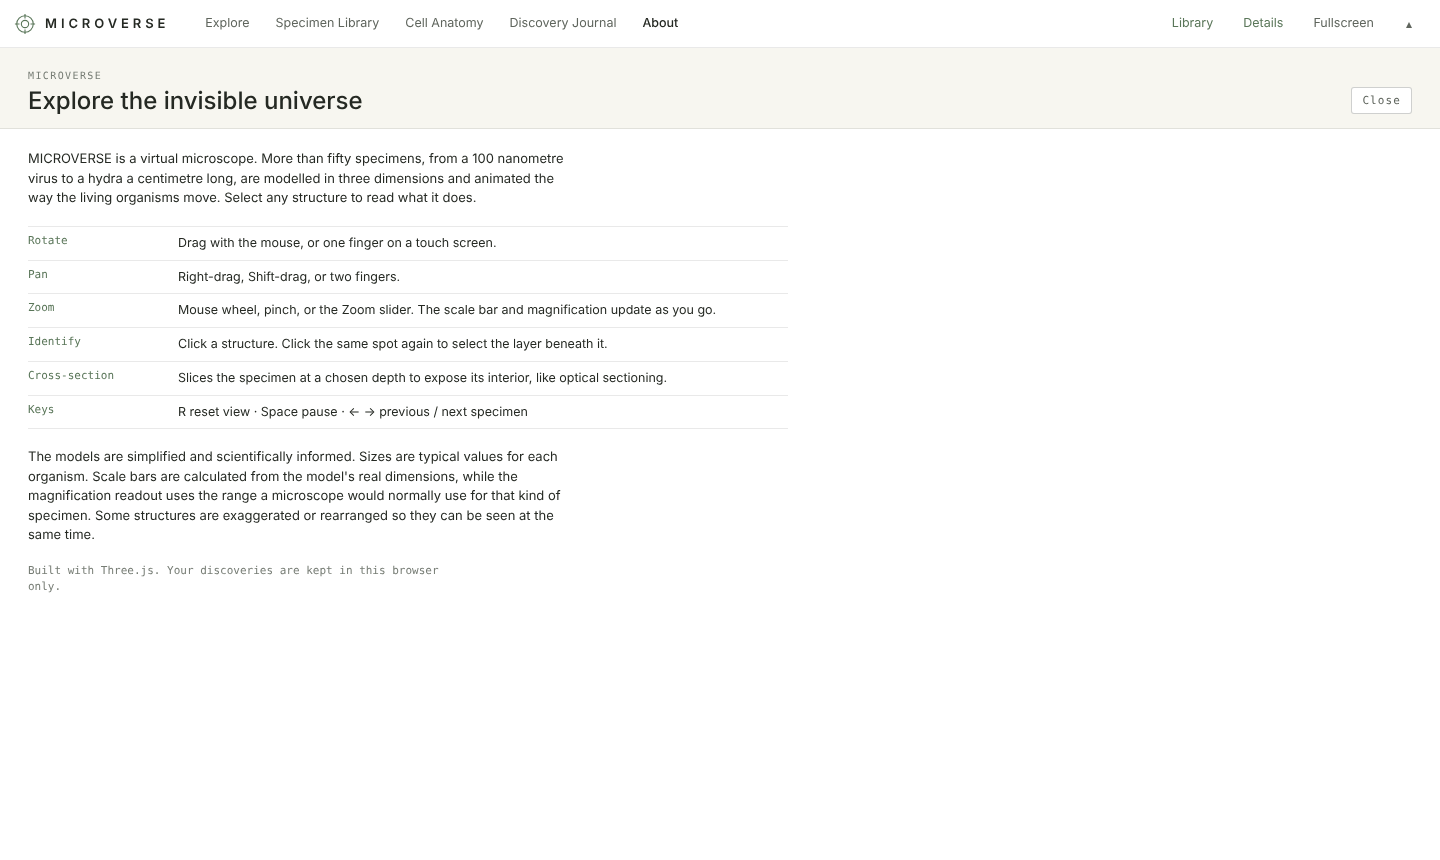 MICROVERSE
Explore
Specimen Library
Cell Anatomy
Discovery Journal
About
Library
Details
Fullscreen
▲
MICROVERSE
Explore the invisible universe
Close
MICROVERSE is a virtual microscope. More than fifty specimens, from a 100 nanometre
virus to a hydra a centimetre long, are modelled in three dimensions and animated the
way the living organisms move. Select any structure to read what it does.
Rotate
Drag with the mouse, or one finger on a touch screen.
Pan
Right-drag, Shift-drag, or two fingers.
Zoom
Mouse wheel, pinch, or the Zoom slider. The scale bar and magnification update as you go.
Identify
Click a structure. Click the same spot again to select the layer beneath it.
Cross-section
Slices the specimen at a chosen depth to expose its interior, like optical sectioning.
Keys
R reset view · Space pause · ← → previous / next specimen
The models are simplified and scientifically informed. Sizes are typical values for each
organism. Scale bars are calculated from the model's real dimensions, while the
magnification readout uses the range a microscope would normally use for that kind of
specimen. Some structures are exaggerated or rearranged so they can be seen at the
same time.
Built with Three.js. Your discoveries are kept in this browser
only.